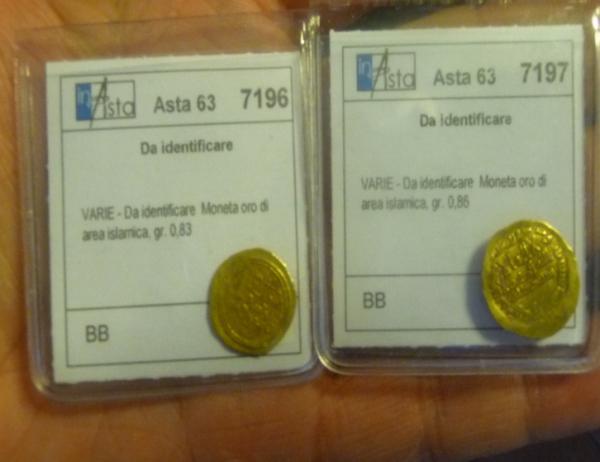 inAsta Asta 63 7196
Da identificare
VARIE - Da identificare Moneta oro di
area islamica, gr. 0,83
BB
inAsta Asta 63 7197
Da identificare
VARIE - Da identificare Moneta oro di
area islamica, gr. 0,86
BB